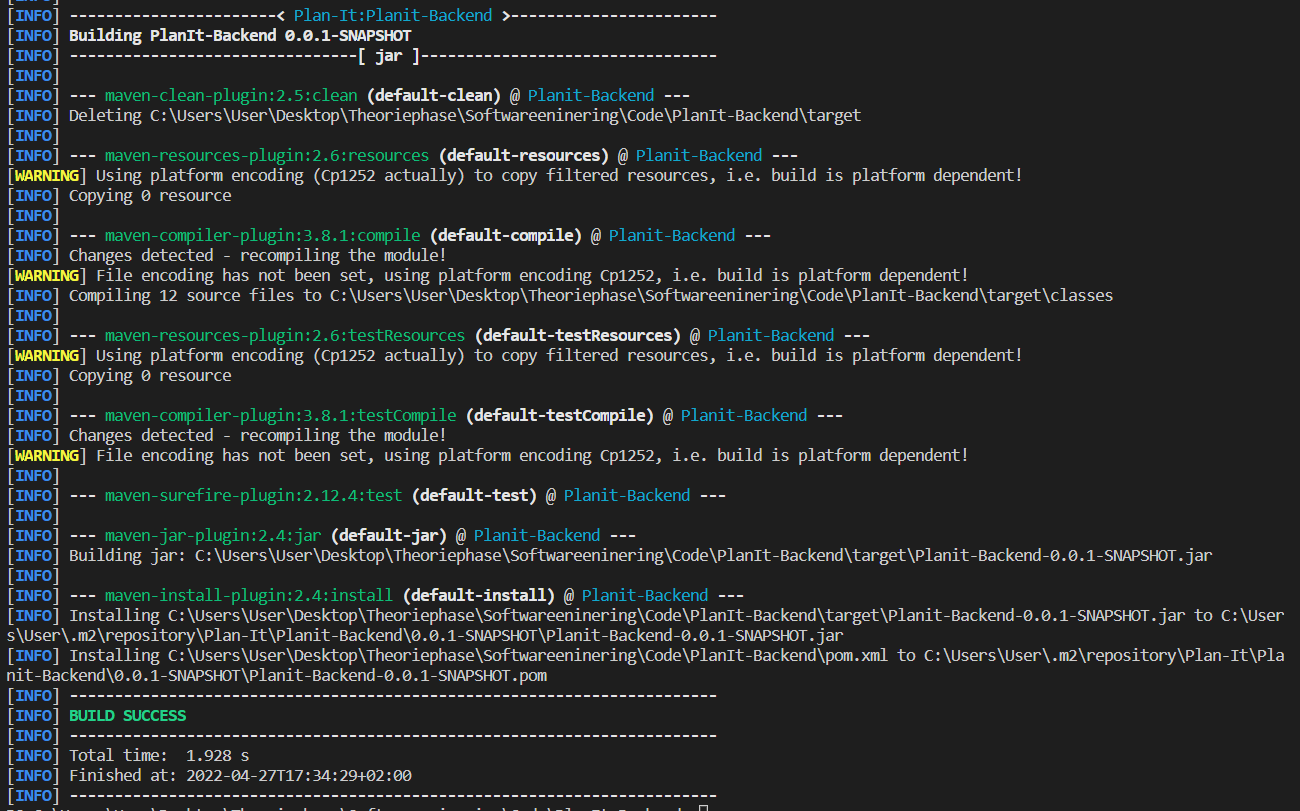 [INFO] -----------------------< Plan-It:Planit-Backend >-----------------------
[INFO] Building PlanIt-Backend 0.0.1-SNAPSHOT
[INFO] --------------------------------[ jar ]---------------------------------
[INFO]
[INFO] --- maven-clean-plugin:2.5:clean (default-clean) @ Planit-Backend ---
[INFO] Deleting C:\Users\User\Desktop\Theoriephase\Softwareeninering\Code\PlanIt-Backend\target
[INFO]
[INFO] --- maven-resources-plugin:2.6:resources (default-resources) @ Planit-Backend ---
[WARNING] Using platform encoding (Cp1252 actually) to copy filtered resources, i.e. build is platform dependent!
[INFO] Copying 0 resource
[INFO]
[INFO] --- maven-compiler-plugin:3.8.1:compile (default-compile) @ Planit-Backend ---
[INFO] Changes detected - recompiling the module!
[WARNING] File encoding has not been set, using platform encoding Cp1252, i.e. build is platform dependent!
[INFO] Compiling 12 source files to C:\Users\User\Desktop\Theoriephase\Softwareeninering\Code\PlanIt-Backend\target\classes
[INFO]
[INFO] --- maven-resources-plugin:2.6:testResources (default-testResources) @ Planit-Backend ---
[WARNING] Using platform encoding (Cp1252 actually) to copy filtered resources, i.e. build is platform dependent!
[INFO] Copying 0 resource
[INFO]
[INFO] --- maven-compiler-plugin:3.8.1:testCompile (default-testCompile) @ Planit-Backend ---
[INFO] Changes detected - recompiling the module!
[WARNING] File encoding has not been set, using platform encoding Cp1252, i.e. build is platform dependent!
[INFO]
[INFO] --- maven-surefire-plugin:2.12.4:test (default-test) @ Planit-Backend ---
[INFO]
[INFO] --- maven-jar-plugin:2.4:jar (default-jar) @ Planit-Backend ---
[INFO] Building jar: C:\Users\User\Desktop\Theoriephase\Softwareeninering\Code\PlanIt-Backend\target\Planit-Backend-0.0.1-SNAPSHOT.jar
[INFO]
[INFO] --- maven-install-plugin:2.4:install (default-install) @ Planit-Backend ---
[INFO] Installing C:\Users\User\Desktop\Theoriephase\Softwareeninering\Code\PlanIt-Backend\target\Planit-Backend-0.0.1-SNAPSHOT.jar to C:\User
s\User\.m2\repository\Plan-It\Planit-Backend\0.0.1-SNAPSHOT\Planit-Backend-0.0.1-SNAPSHOT.jar
[INFO] Installing C:\Users\User\Desktop\Theoriephase\Softwareeninering\Code\PlanIt-Backend\pom.xml to C:\Users\User\.m2\repository\Plan-It\Pla
nit-Backend\0.0.1-SNAPSHOT\Planit-Backend-0.0.1-SNAPSHOT.pom
[INFO] ------------------------------------------------------------------------
[INFO] BUILD SUCCESS
[INFO] ------------------------------------------------------------------------
[INFO] Total time:  1.928 s
[INFO] Finished at: 2022-04-27T17:34:29+02:00
[INFO] ------------------------------------------------------------------------